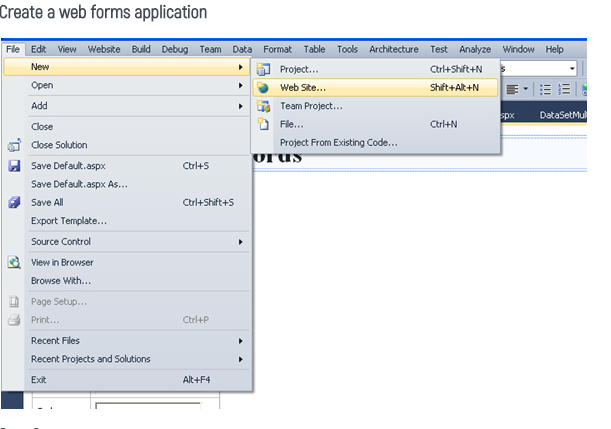 Create a web forms application
File Edit View Website Build Debug Team Data Format Table Tools Architecture Test Analyze Window Help
New
Project... Ctrl+Shift+N
Open
Web Site... Shift+Alt+N
Add
Team Project...
spx DataSetMul
Close
File... Ctrl+N
Close Solution
Project From Existing Code...
ords
Save Default.aspx Ctrl+S
Save Default.aspx As...
Save All Ctrl+Shift+S
Export Template...
Source Control
View in Browser
Browse With...
Page Setup...
Print... Ctrl+P
Recent Files
Recent Projects and Solutions
Exit Alt+F4